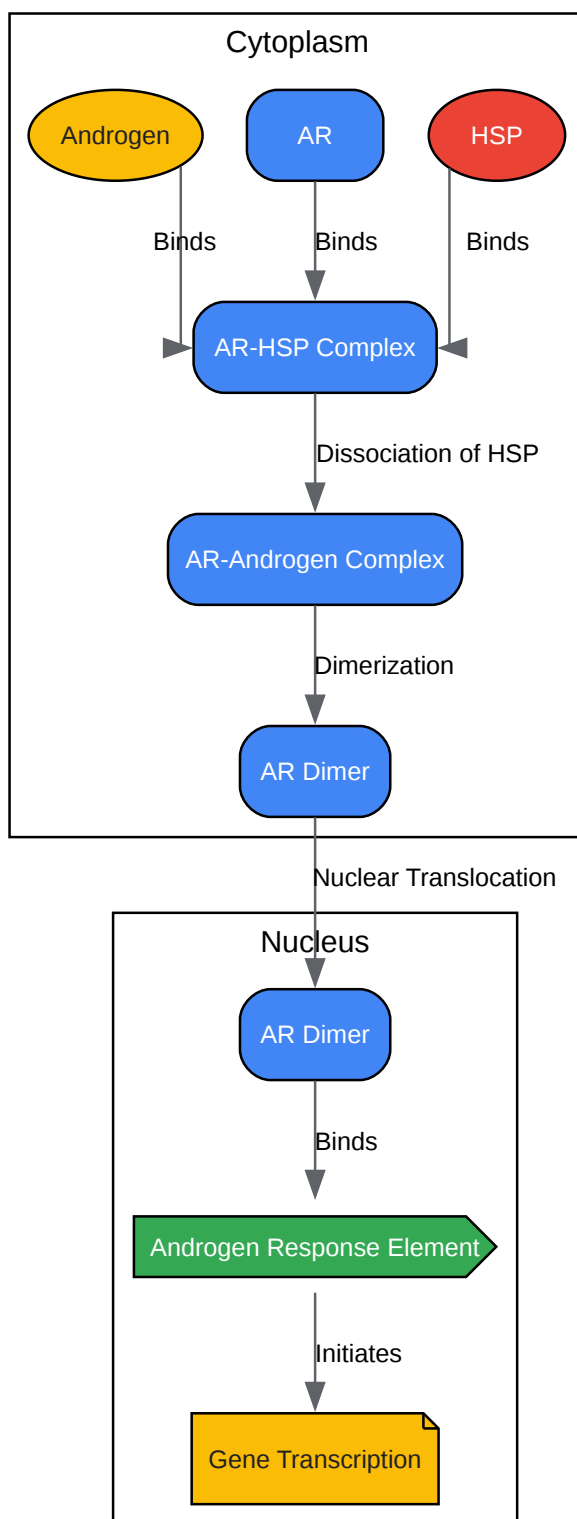 Cytoplasm
Androgen
AR
HSP
Binds
Binds
Binds
AR-HSP Complex
Dissociation of HSP
AR-Androgen Complex
Dimerization
AR Dimer
Nuclear Translocation
Nucleus
AR Dimer
Binds
Androgen Response Element
Initiates
Gene Transcription